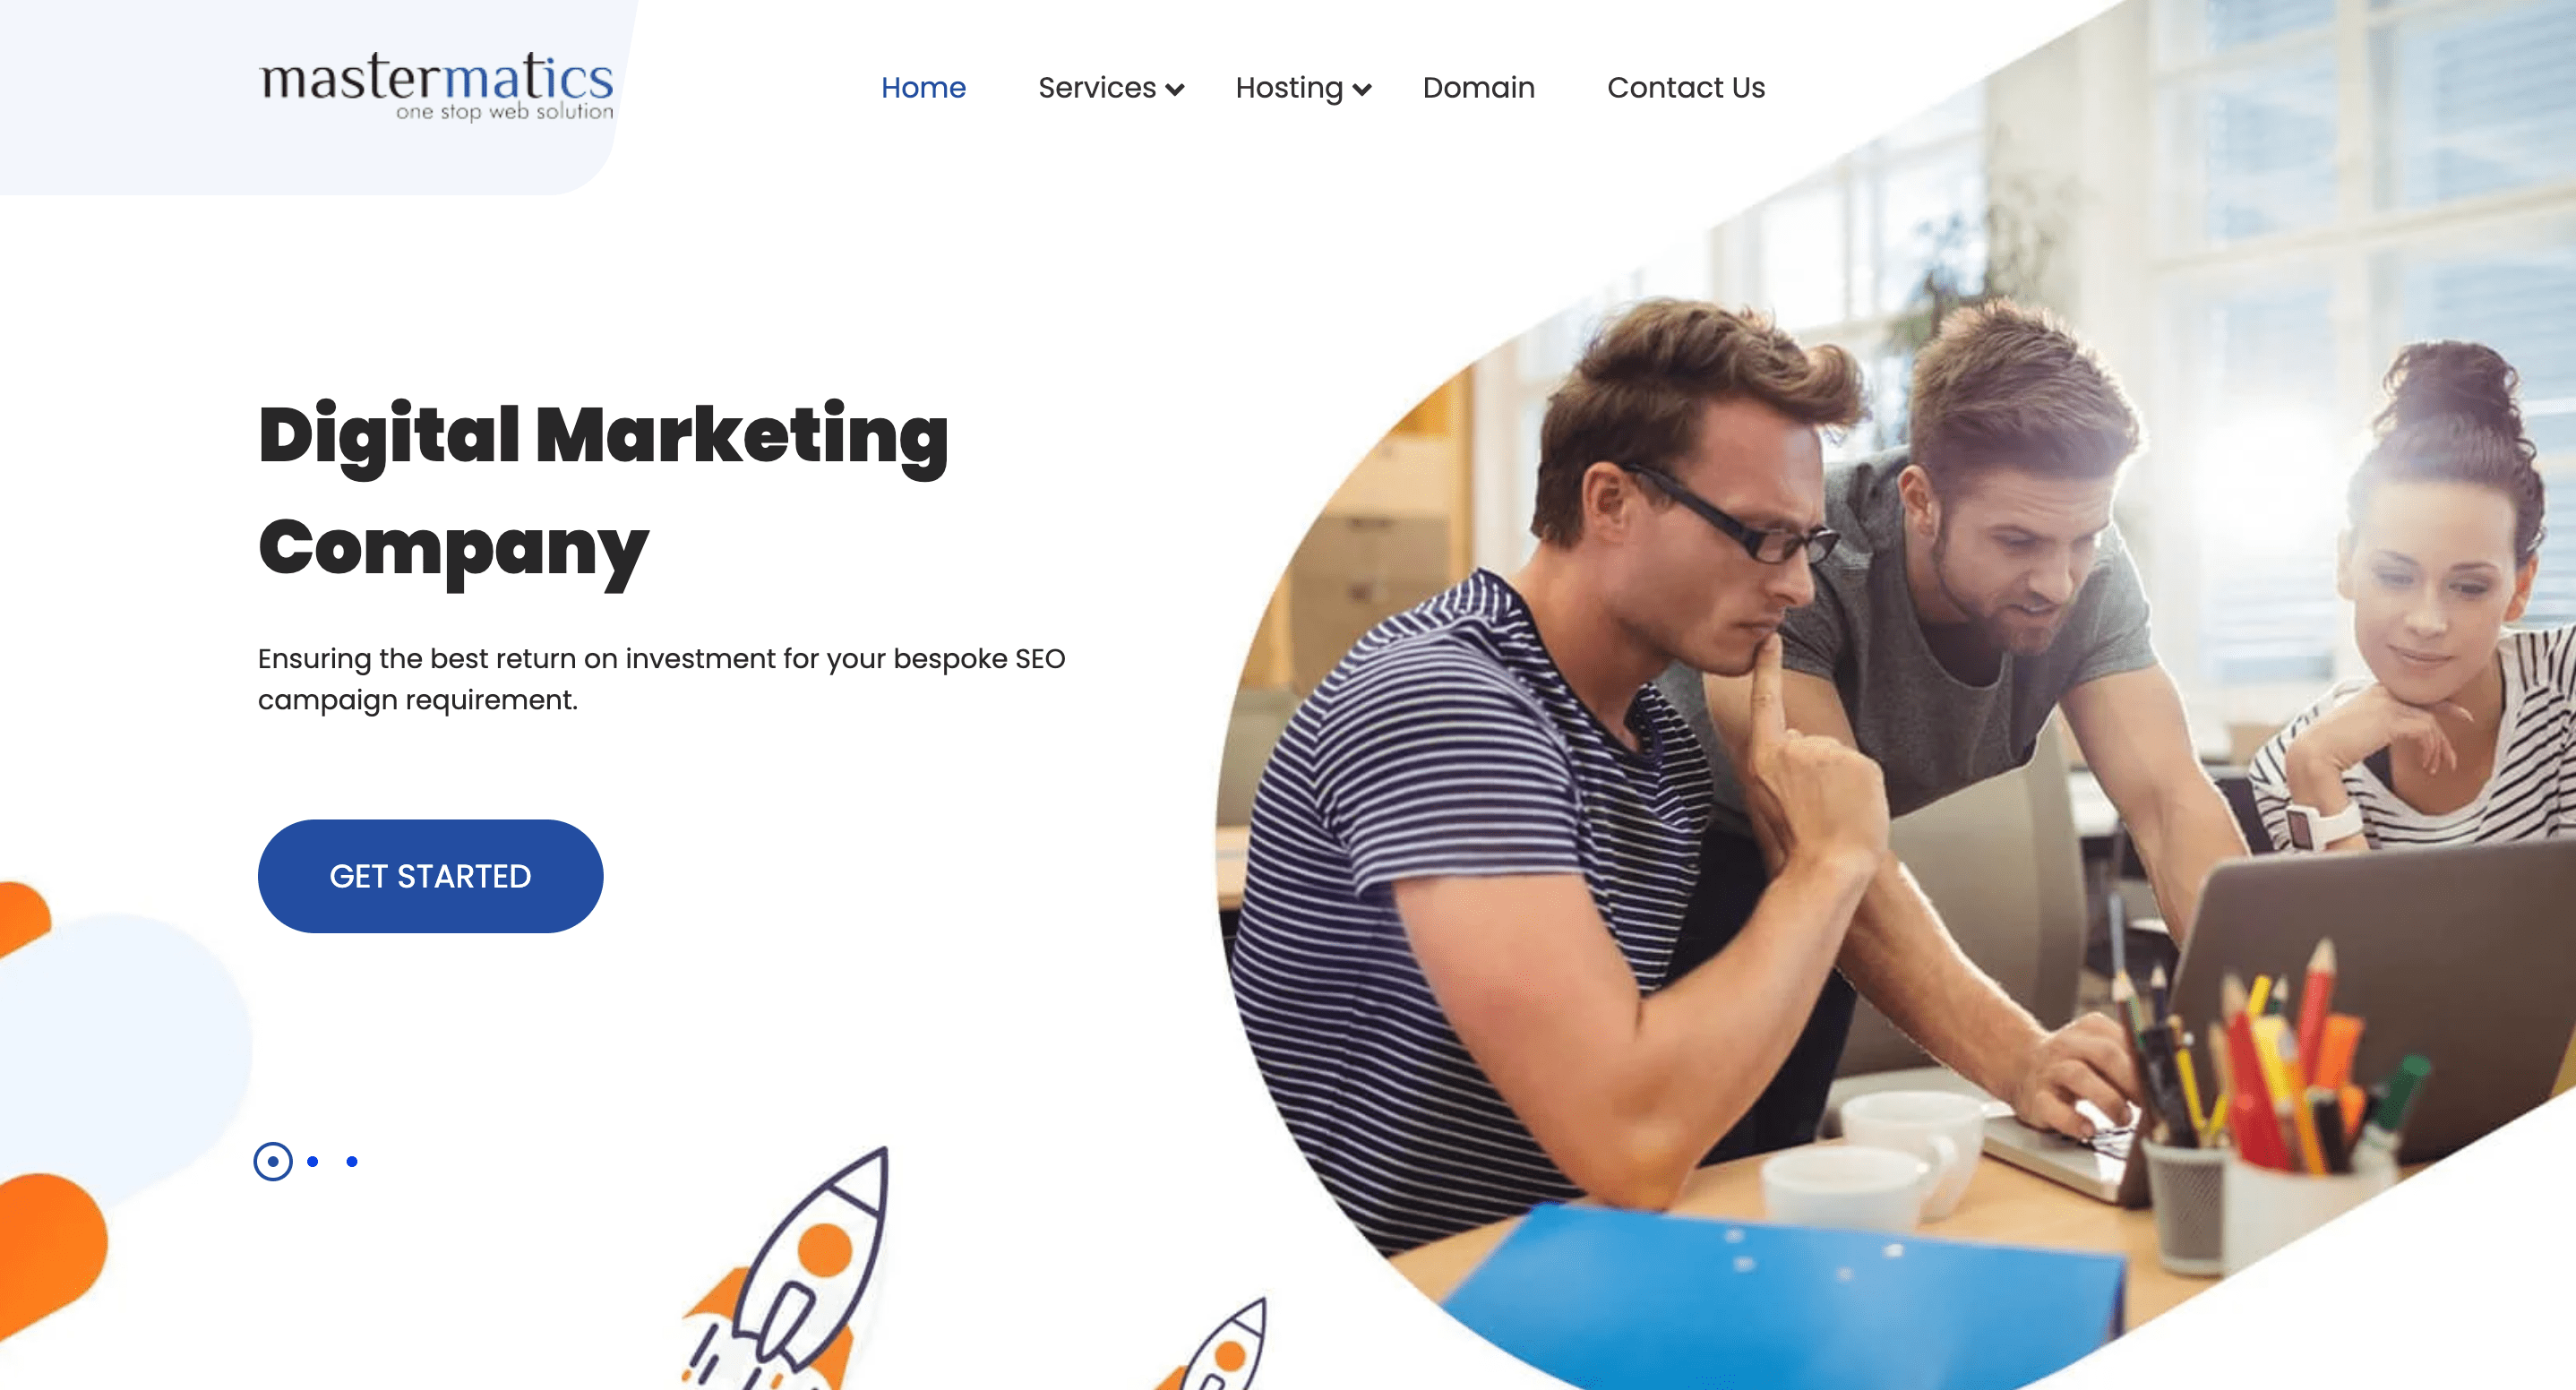 mastermatics
one stop web solution
Home Services Hosting Domain Contact Us
Digital Marketing
Company
Ensuring the best return on investment for your bespoke SEO
campaign requirement.
GET STARTED